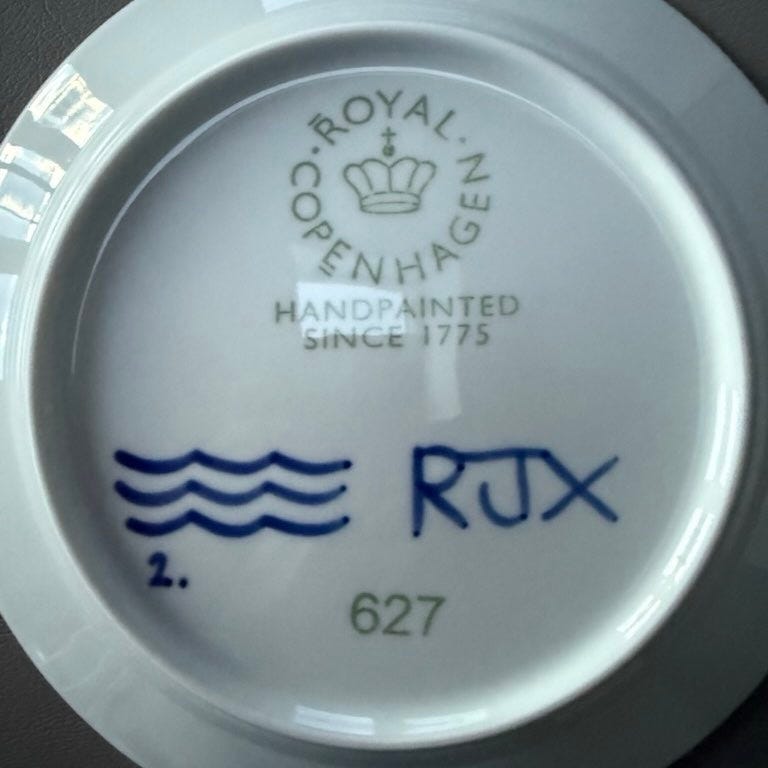 ROYAL
COPENHAGEN
HANDPAINTED
SINCE 1775
RJX
2.
627